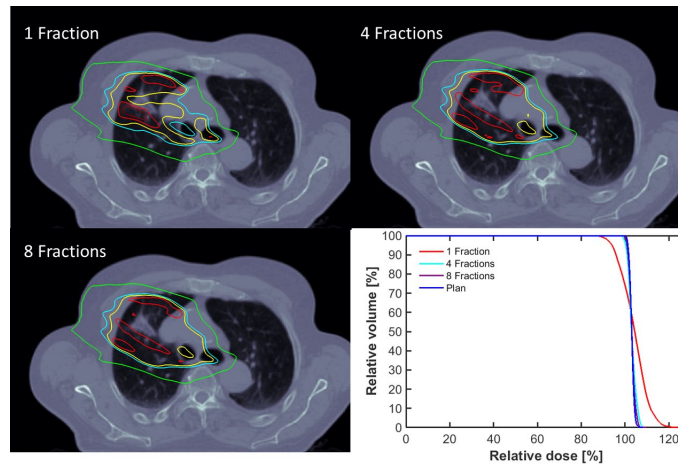 1 Fraction
4 Fractions
8 Fractions
100
90
80
70
60
50
40
30
20
10
0
Relative volume [%]
1 Fraction
4 Fractions
8 Fractions
Plan
0 20 40 60 80 100 120
Relative dose [%]